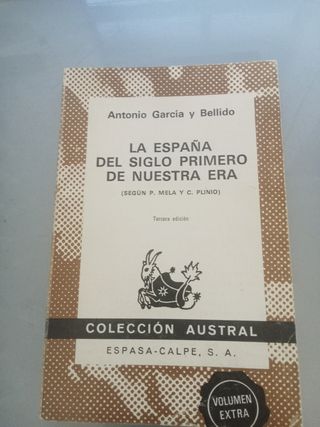 Antonio García y Bellido
LA ESPAÑA
DEL SIGLO PRIMERO
DE NUESTRA ERA
(SEGÚN P. MELA Y C. PLINIO)
Tercera edición
COLECCIÓN AUSTRAL
ESPASA-CALPE, S. A.
VOLUMEN
EXTRA